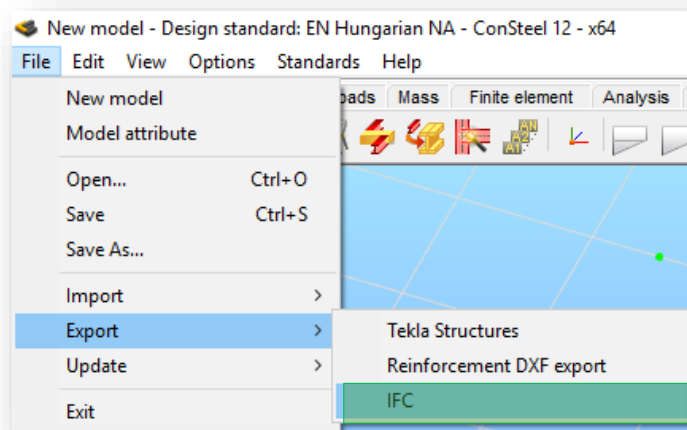 New model - Design standard: EN Hungarian NA - ConSteel 12 - x64
File Edit View Options Standards Help
Mass Finite element Analysis
New model
Model attribute
Open... Ctrl+O
Save Ctrl+S
Save As...
Import >
Export >
Update >
Exit
Tekla Structures
Reinforcement DXF export
IFC